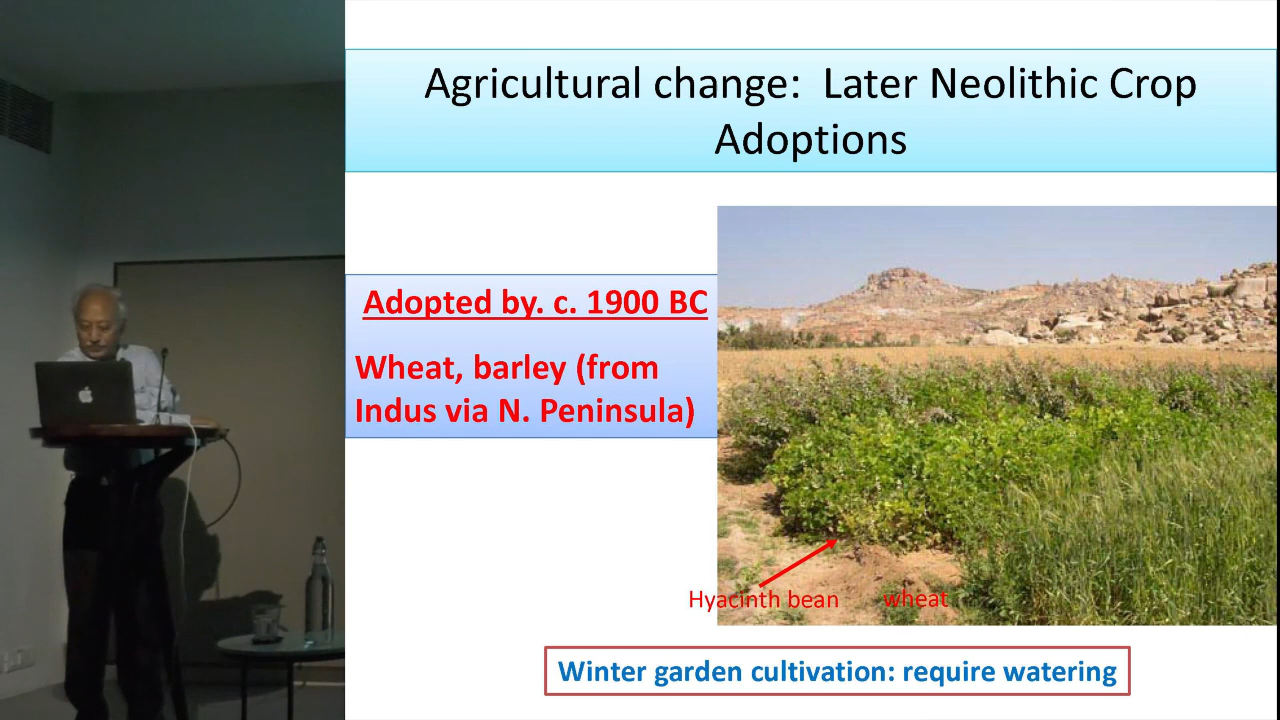 Agricultural change: Later Neolithic Crop
Adoptions
Adopted by. c. 1900 BC
Wheat, barley (from
Indus via N. Peninsula)
Hyacinth bean
wheat
Winter garden cultivation: require watering